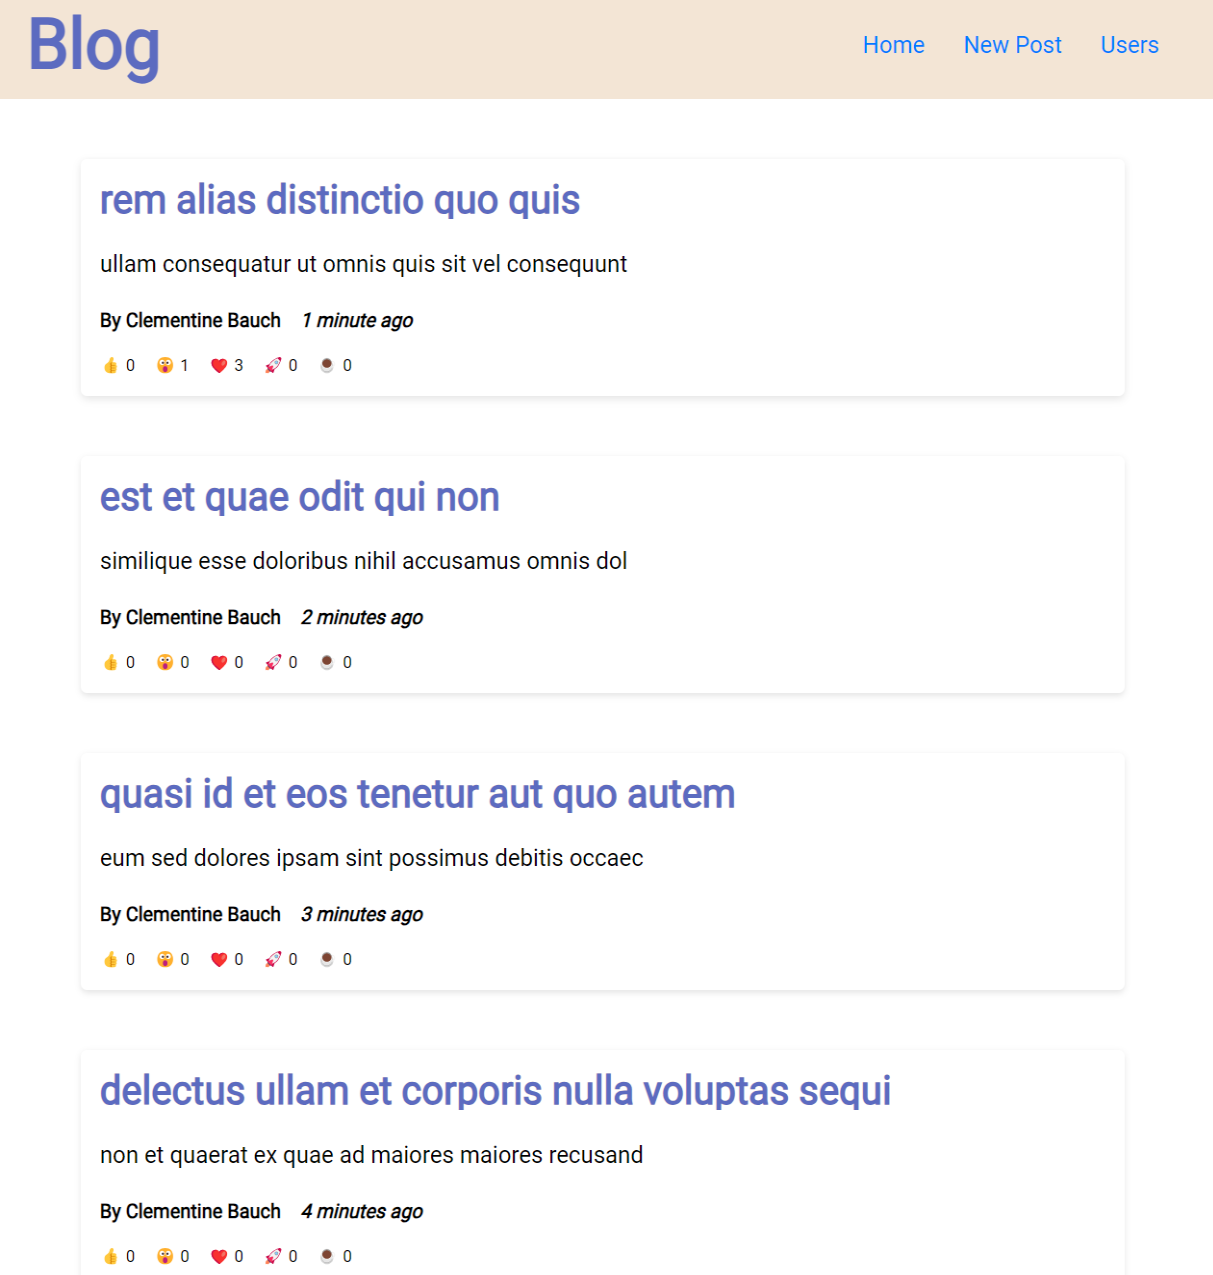 Blog
Home New Post Users
rem alias distinctio quo quis
ullam consequatur ut omnis quis sit vel consequunt
By Clementine Bauch 1 minute ago
👍 0 😲 1 ❤️ 3 🚀 0 ☕ 0
est et quae odit qui non
similique esse doloribus nihil accusamus omnis dol
By Clementine Bauch 2 minutes ago
👍 0 😲 0 ❤️ 0 🚀 0 ☕ 0
quasi id et eos tenetur aut quo autem
eum sed dolores ipsam sint possimus debitis occaec
By Clementine Bauch 3 minutes ago
👍 0 😲 0 ❤️ 0 🚀 0 ☕ 0
delectus ullam et corporis nulla voluptas sequi
non et quaerat ex quae ad maiores maiores recusand
By Clementine Bauch 4 minutes ago
👍 0 😲 0 ❤️ 0 🚀 0 ☕ 0